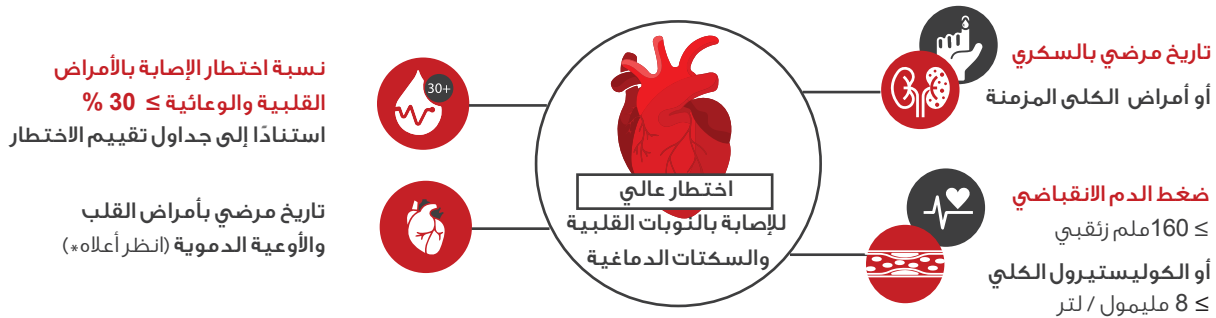 تاريخ مرضي بالسكري
أو أمراض الكلى المزمنة
ضغط الدم الانقباضي
≥ 160ملم زئقبي
أو الكوليستيرول الكلي
≥ 8 مليمول / لتر
اختطار عالي
للإصابة بالنوبات القلبية
والسكتات الدماغية
30+
نسبة اختطار الإصابة بالأمراض
القلبية والوعائية ≥ 30 %
استنادًا إلى جداول تقييم الاختطار
تاريخ مرضي بأمراض القلب
والأوعية الدموية (انظر أعلاه*)